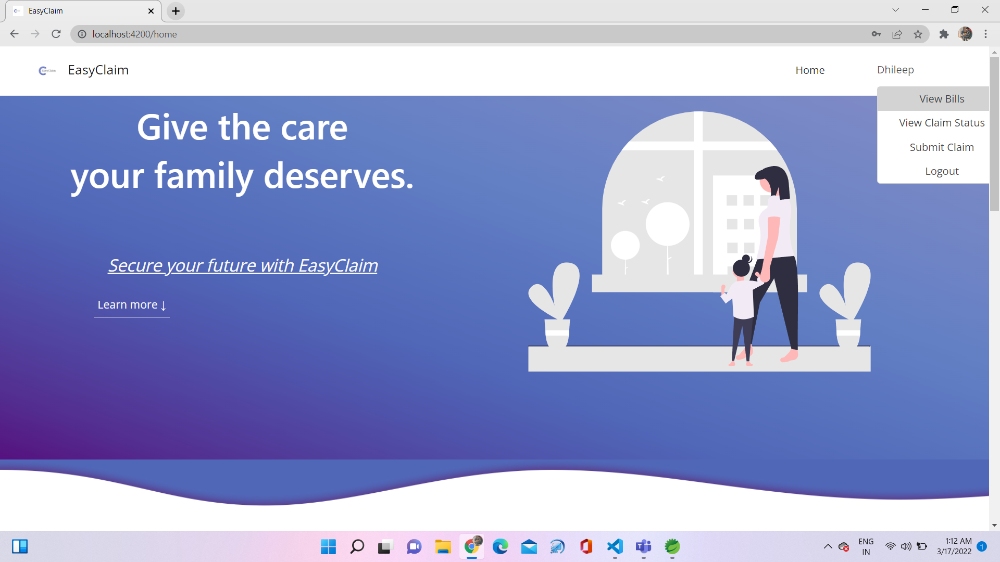 EasyClaim
localhost:4200/home
EasyClaim
Home
Dhileep
View Bills
View Claim Status
Submit Claim
Logout
Give the care
your family deserves.
Secure your future with EasyClaim
Learn more ↓
ENG
IN
1:12 AM
3/17/2022
1